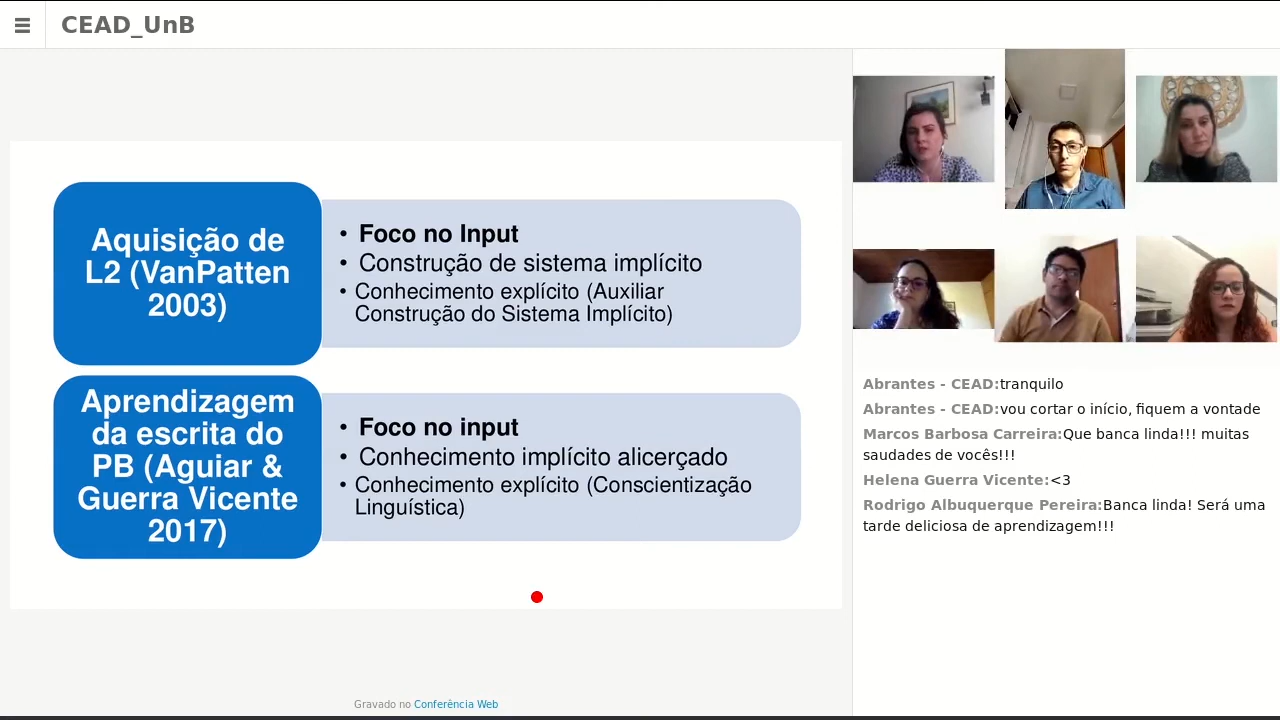 CEAD_UnB
Aquisição de
L2 (VanPatten
2003)
• Foco no Input
• Construção de sistema implícito
• Conhecimento explícito (Auxiliar
Construção do Sistema Implícito)
Aprendizagem
da escrita do
PB (Aguiar &
Guerra Vicente
2017)
• Foco no input
• Conhecimento implícito alicerçado
• Conhecimento explícito (Conscientização
Linguística)
Gravado no Conferência Web
Abrantes - CEAD:tranquilo
Abrantes - CEAD:vou cortar o início, fiquem a vontade
Marcos Barbosa Carreira:Que banca linda!!! muitas
saudades de vocês!!!
Helena Guerra Vicente:<3
Rodrigo Albuquerque Pereira:Banca linda! Será uma
tarde deliciosa de aprendizagem!!!